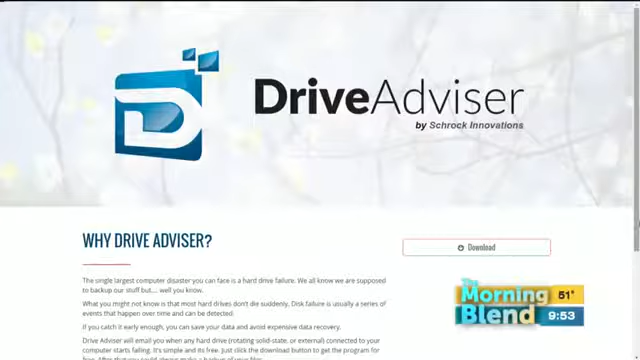 DriveAdviser
by Schrock Innovations
WHY DRIVE ADVISER?
Download
The single largest computer disaster you can face is a hard drive failure. We all know we are supposed
to backup our stuff but.... well you know.
What you might not know is that most hard drives don't die suddenly, Disk failure is usually a series of
events that happen over time and can be detected.
If you catch it early enough, you can save your data and avoid expensive data recovery.
Drive Adviser will email you when any hard drive (rotating solid-state, or external) connected to your
computer starts failing. It's simple and its free. Just click the download button to get the program for
The Morning
Blend
51°
9:53